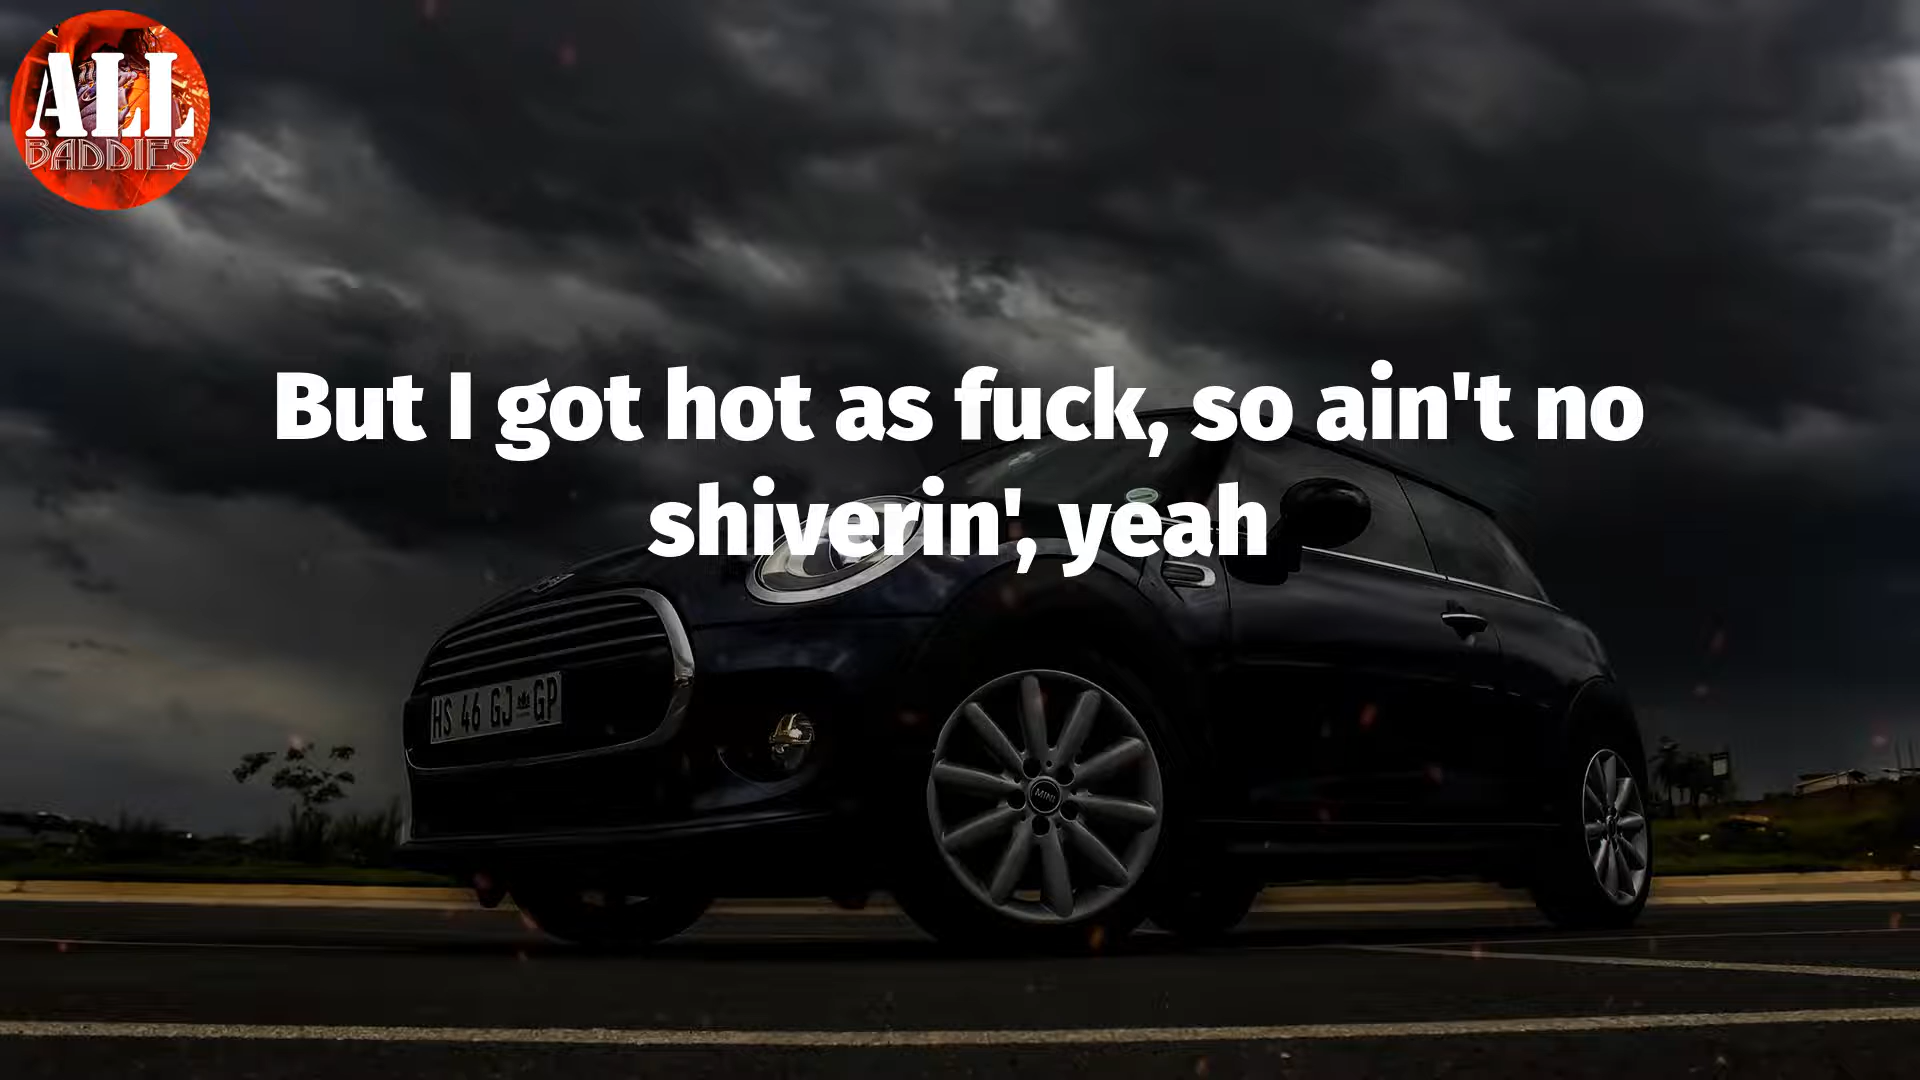 ALL
BADDIES
But I got hot as fuck, so ain't no
shiverin', yeah
HS 46 GJ GP
MINI